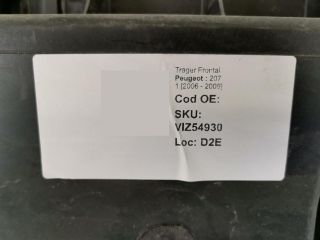 Trager Frontal
Peugeot : 207
1 [2006 - 2009]
Cod OE:
SKU:
VIZ54930
Loc: D2E